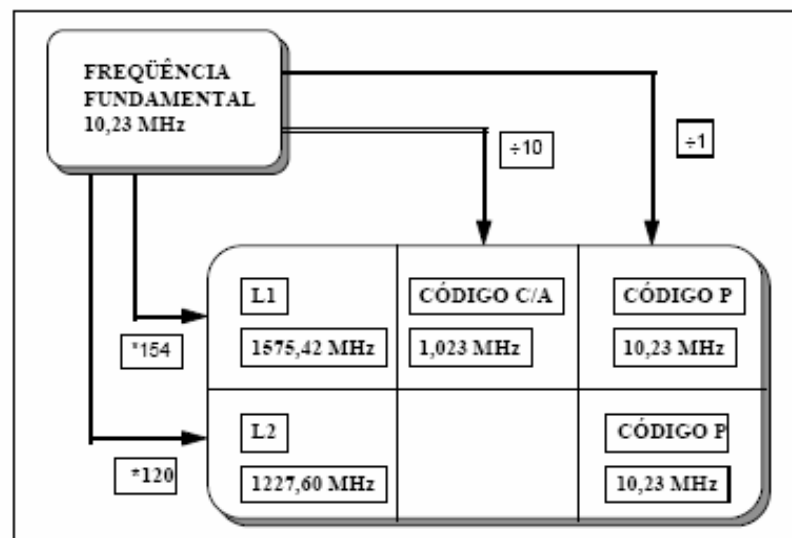 FREQÜÊNCIA
FUNDAMENTAL
10,23 MHz
÷10
÷1
L1
CÓDIGO C/A
CÓDIGO P
*154
1575,42 MHz
1,023 MHz
10,23 MHz
L2
CÓDIGO P
*120
1227,60 MHz
10,23 MHz